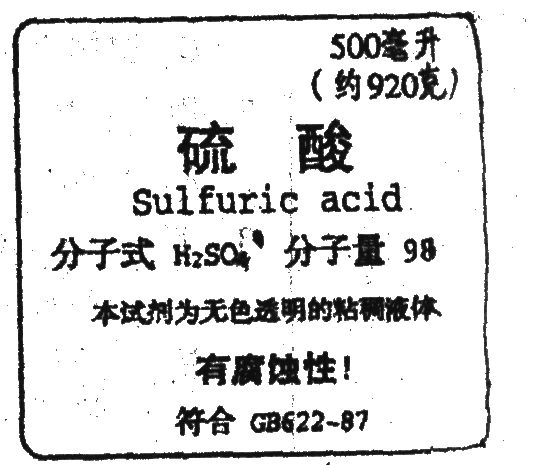 500毫升
(约920克)
硫 酸
Sulfuric acid
分子式 H₂SO₄ 分子量 98
本试剂为无色透明的粘稠液体
有腐蚀性!
符合 GB622-87